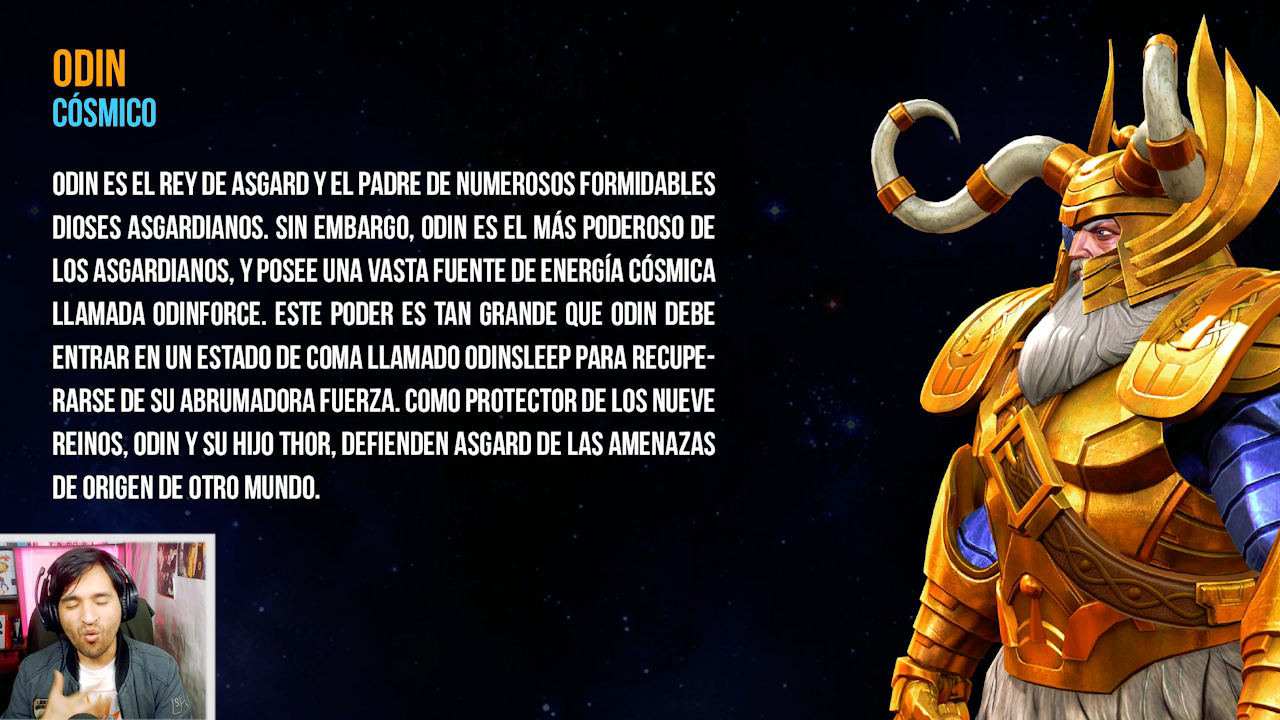 ODIN
CÓSMICO
ODIN ES EL REY DE ASGARD Y EL PADRE DE NUMEROSOS FORMIDABLES
DIOSES ASGARDIANOS. SIN EMBARGO, ODIN ES EL MÁS PODEROSO DE
LOS ASGARDIANOS, Y POSEE UNA VASTA FUENTE DE ENERGÍA CÓSMICA
LLAMADA ODINFORCE. ESTE PODER ES TAN GRANDE QUE ODIN DEBE
ENTRAR EN UN ESTADO DE COMA LLAMADO ODINSLEEP PARA RECUPE-
RARSE DE SU ABRUMADORA FUERZA. COMO PROTECTOR DE LOS NUEVE
REINOS, ODIN Y SU HIJO THOR, DEFIENDEN ASGARD DE LAS AMENAZAS
DE ORIGEN DE OTRO MUNDO.